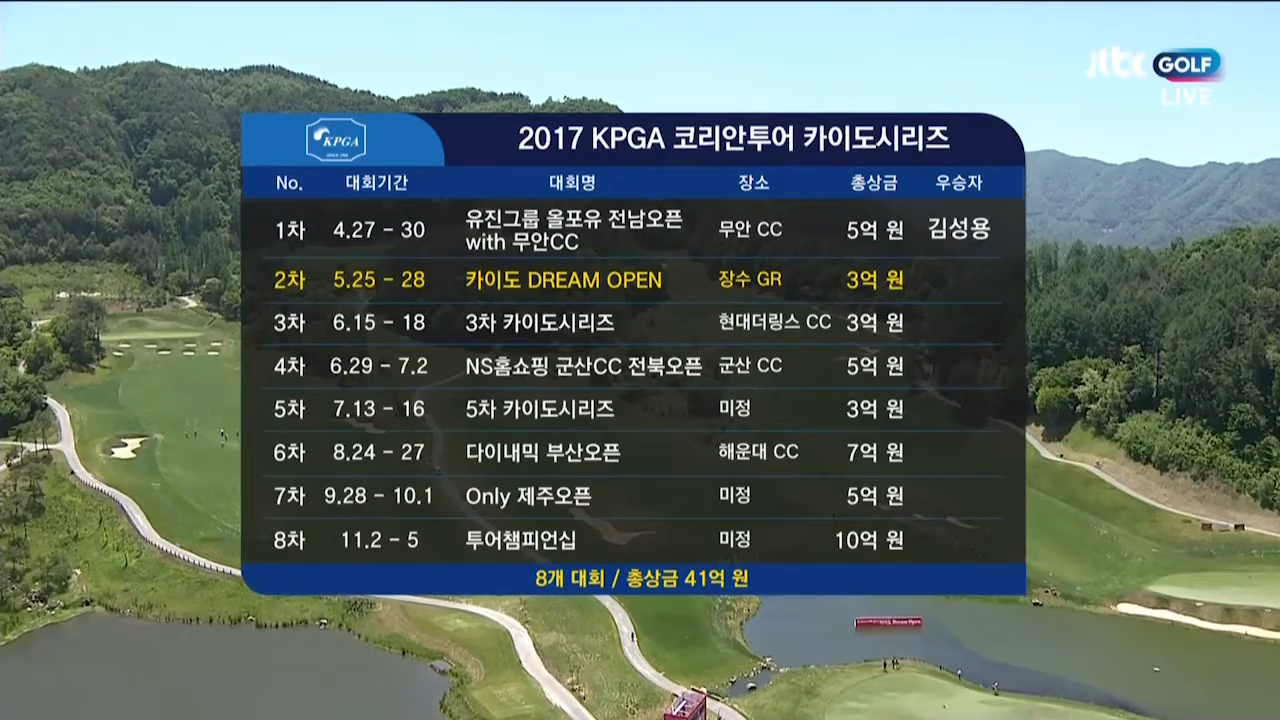 jtbc GOLF
LIVE
KPGA
SINCE 1968
2017 KPGA 코리안투어 카이도시리즈
No. 대회기간 대회명 장소 총상금 우승자
1차 4.27 - 30 유진그룹 올포유 전남오픈 with 무안CC 무안 CC 5억 원 김성용
2차 5.25 - 28 카이도 DREAM OPEN 장수 GR 3억 원
3차 6.15 - 18 3차 카이도시리즈 현대더링스 CC 3억 원
4차 6.29 - 7.2 NS홈쇼핑 군산CC 전북오픈 군산 CC 5억 원
5차 7.13 - 16 5차 카이도시리즈 미정 3억 원
6차 8.24 - 27 다이내믹 부산오픈 해운대 CC 7억 원
7차 9.28 - 10.1 Only 제주오픈 미정 5억 원
8차 11.2 - 5 투어챔피언십 미정 10억 원
8개 대회 / 총상금 41억 원
Dream Open